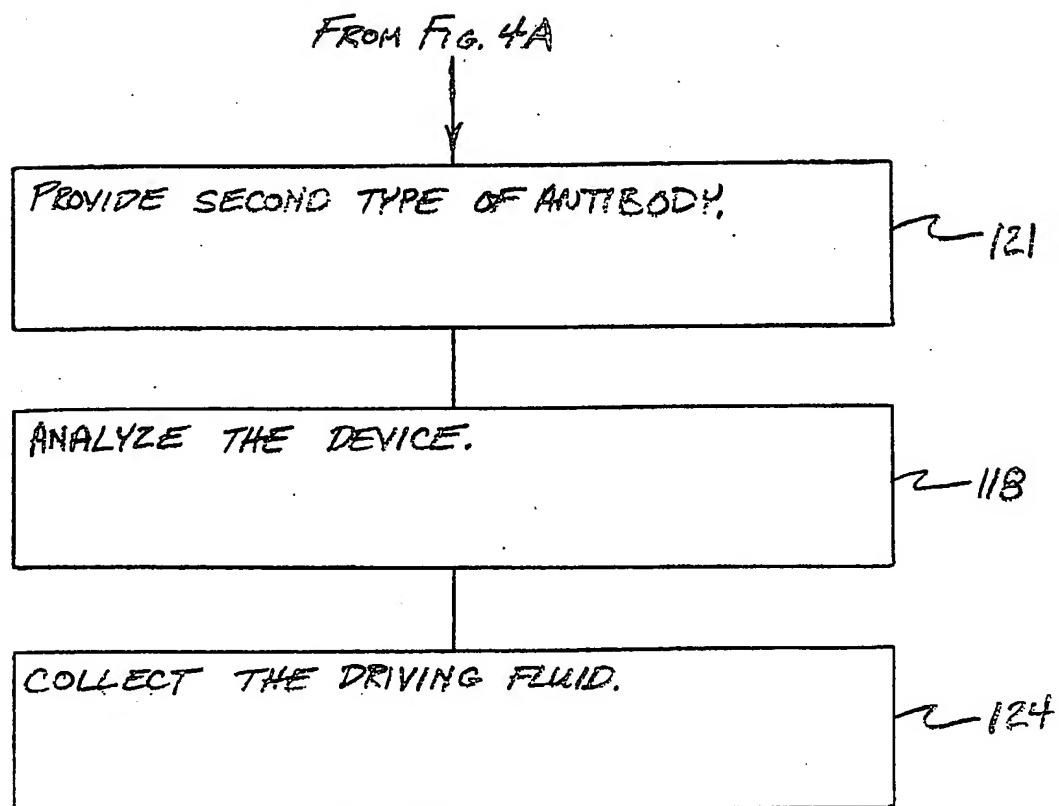 FROM FIG. 4A
PROVIDE SECOND TYPE OF ANTIBODY.
121
ANALYZE THE DEVICE.
118
COLLECT THE DRIVING FLUID.
124